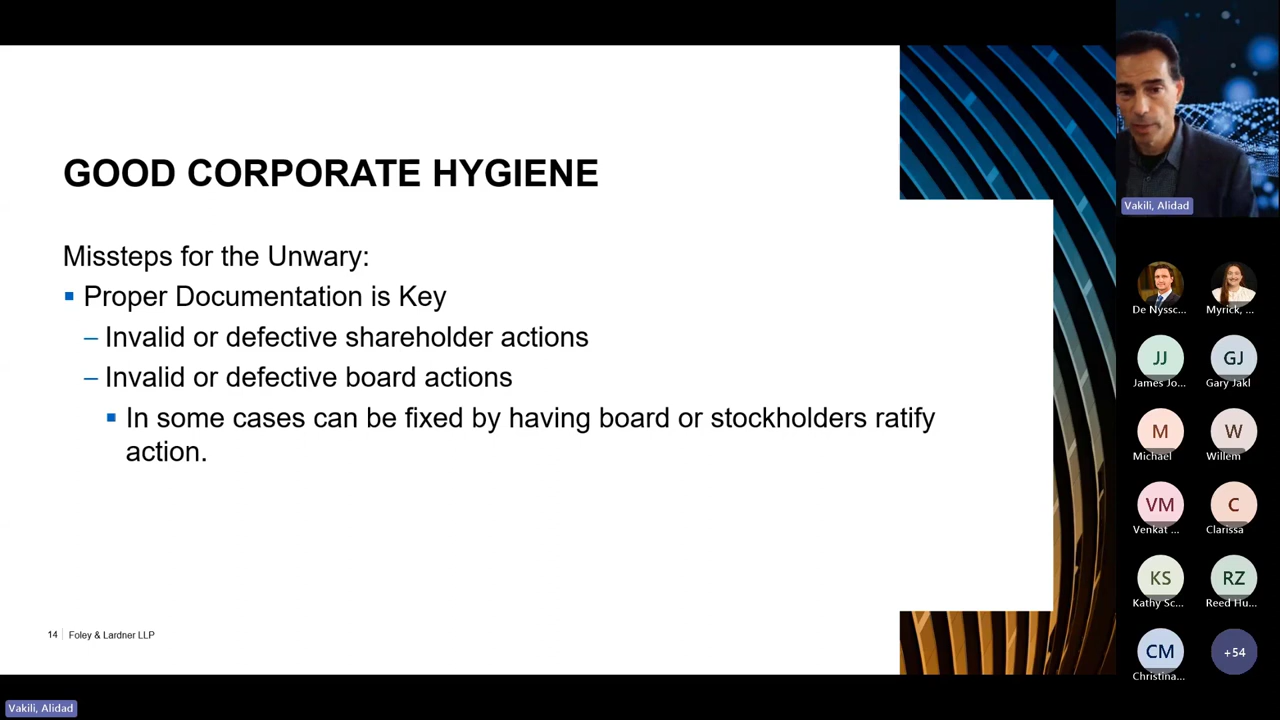 GOOD CORPORATE HYGIENE
Missteps for the Unwary:
▪ Proper Documentation is Key
– Invalid or defective shareholder actions
– Invalid or defective board actions
▪ In some cases can be fixed by having board or stockholders ratify
action.
14 | Foley & Lardner LLP
Vakili, Alidad
De Nyssc...
Myrick, ...
JJ
James Jo...
GJ
Gary Jakl
M
Michael
W
Willem
VM
Venkat ...
C
Clarissa
KS
Kathy Sc...
RZ
Reed Hu...
CM
Christina...
+54
Vakili, Alidad